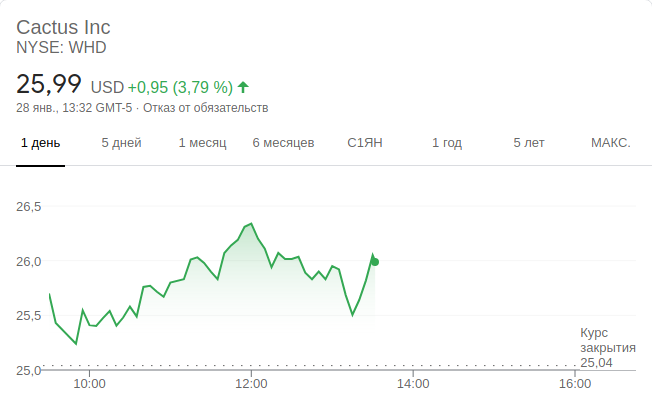 Cactus Inc
NYSE: WHD
25,99 USD +0,95 (3,79 %)
28 янв., 13:32 GMT-5 · Отказ от обязательств
1 день 5 дней 1 месяц 6 месяцев С1ЯН 1 год 5 лет МАКС.
26,5
26,0
25,5
Курс
закрытия
25,04
25,0
10:00 12:00 14:00 16:00